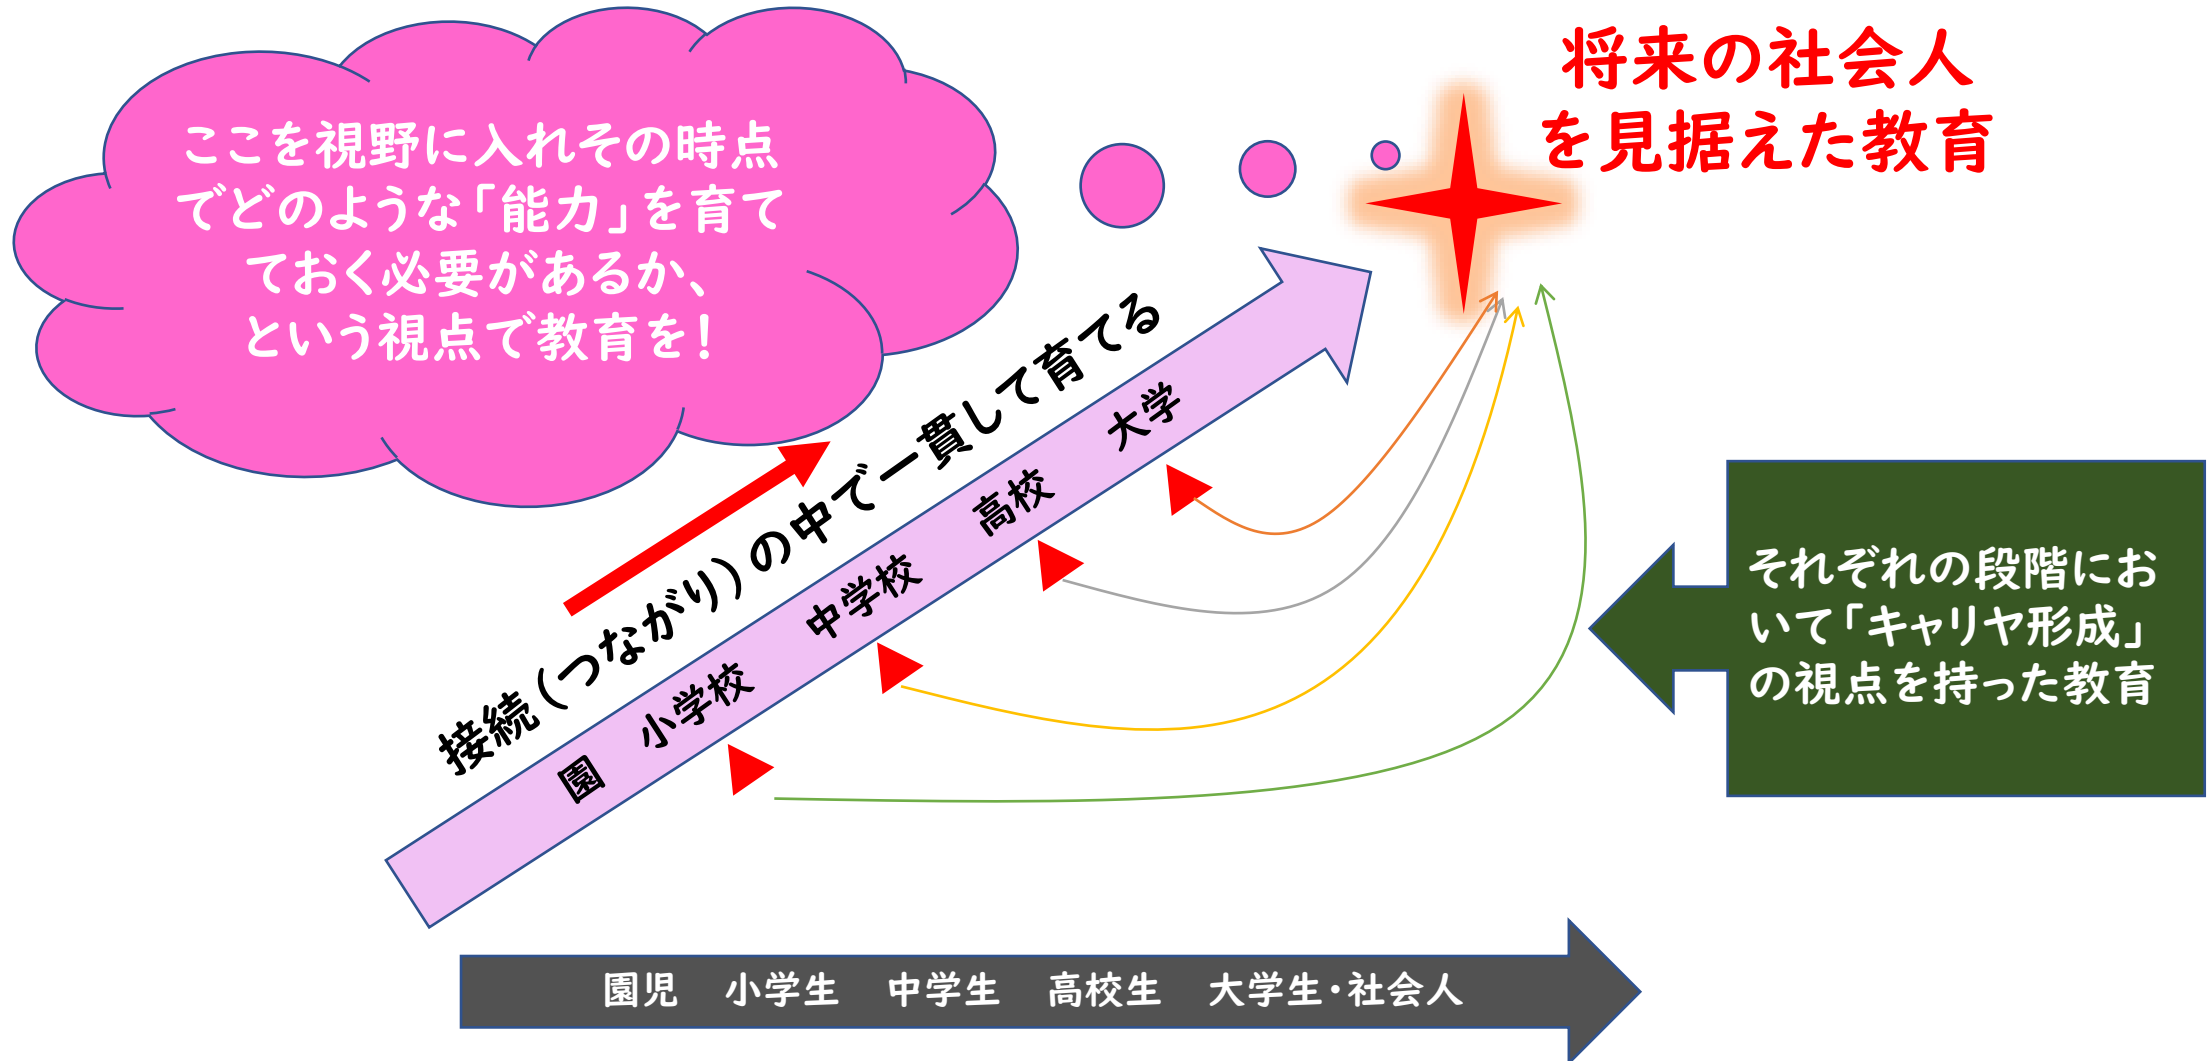 将来の社会人
を見据えた教育
ここを視野に入れその時点
でどのような「能力」を育て
ておく必要があるか、
という視点で教育を！
接続（つながり）の中で一貫して育てる
園　小学校　中学校　高校　大学
それぞれの段階にお
いて「キャリヤ形成」
の視点を持った教育
園児　小学生　中学生　高校生　大学生・社会人